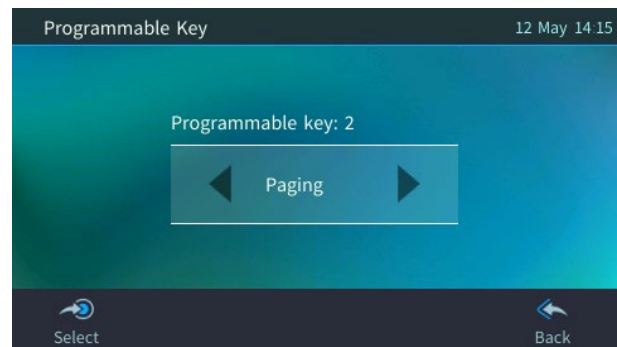 Programmable Key
12 May 14:15
Programmable key: 2
Paging
Select
Back